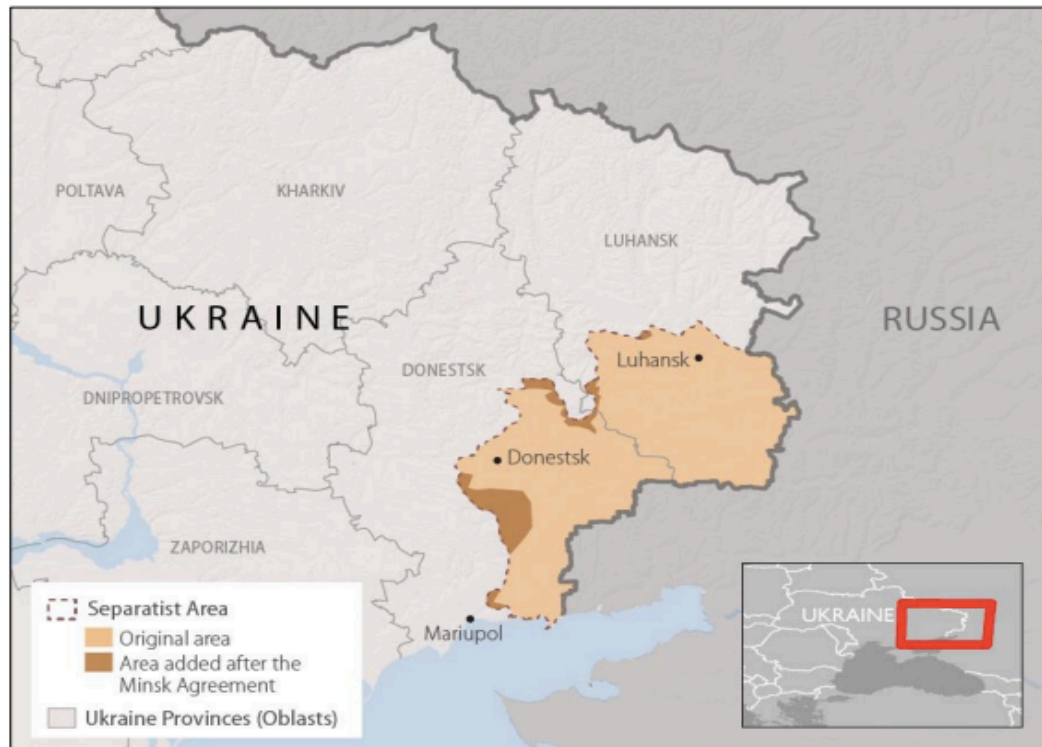 POLTAVA
KHARKIV
LUHANSK
UKRAINE
RUSSIA
Luhansk
DONESTSK
DNIPROPETROVSK
Donestsk
ZAPORIZHIA
Mariupol
Separatist Area
Original area
Area added after the
Minsk Agreement
Ukraine Provinces (Oblasts)
UKRAINE